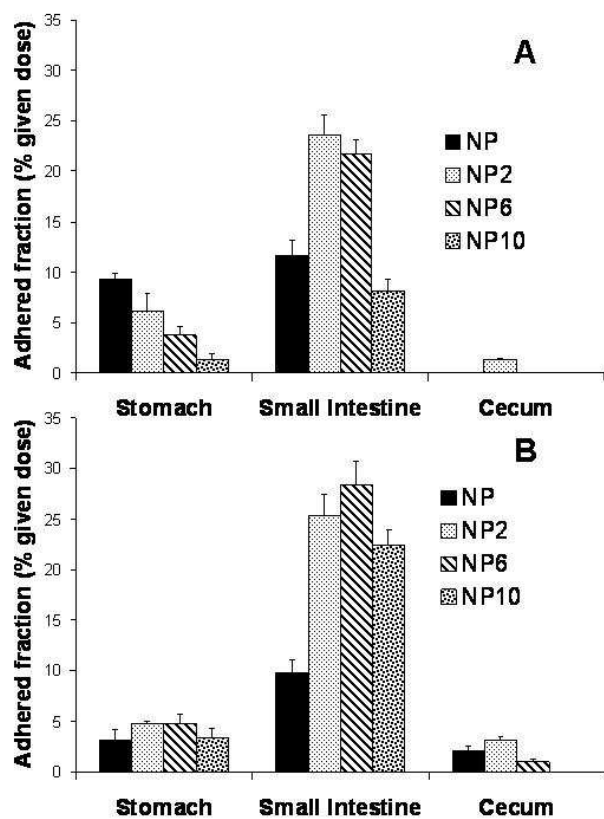 Adhered fraction (% given dose)
35
30
25
20
15
10
5
0
A
NP
NP2
NP6
NP10
Stomach Small Intestine Cecum
Adhered fraction (% given dose)
35
30
25
20
15
10
5
0
B
NP
NP2
NP6
NP10
Stomach Small Intestine Cecum